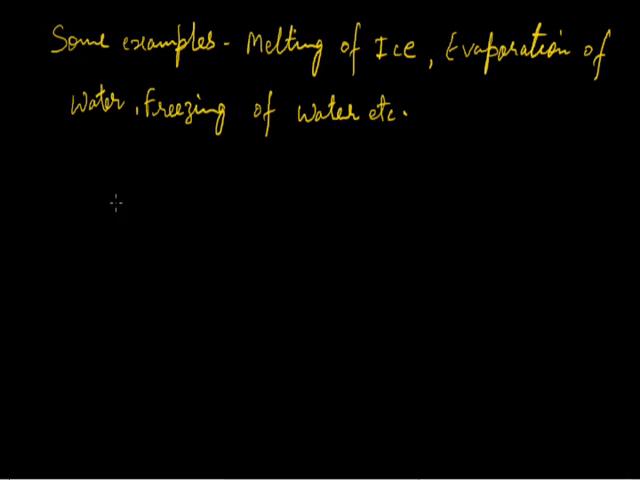 Some examples - Melting of Ice, Evaporation of
Water, Freezing of Water etc.